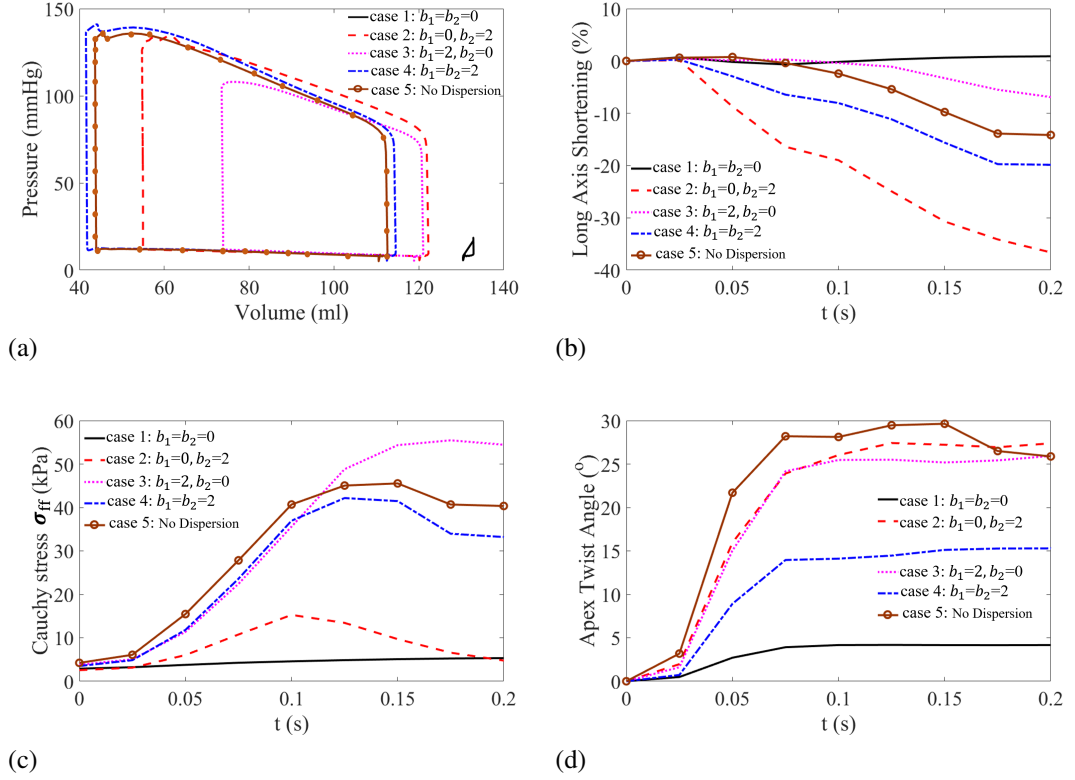 150
100
50
0
40
60
80
100
120
140
Pressure (mmHg)
Volume (ml)
case 1: b₁=b₂=0
case 2: b₁=0, b₂=2
case 3: b₁=2, b₂=0
case 4: b₁=b₂=2
case 5: No Dispersion
(a)
10
0
-10
-20
-30
-40
0
0.05
0.1
0.15
0.2
Long Axis Shortening (%)
t (s)
case 1: b₁=b₂=0
case 2: b₁=0, b₂=2
case 3: b₁=2, b₂=0
case 4: b₁=b₂=2
case 5: No Dispersion
(b)
60
50
40
30
20
10
0
0
0.05
0.1
0.15
0.2
Cauchy stress σff (kPa)
t (s)
case 1: b₁=b₂=0
case 2: b₁=0, b₂=2
case 3: b₁=2, b₂=0
case 4: b₁=b₂=2
case 5: No Dispersion
(c)
30
25
20
15
10
5
0
0
0.05
0.1
0.15
0.2
Apex Twist Angle (°)
t (s)
case 1: b₁=b₂=0
case 2: b₁=0, b₂=2
case 3: b₁=2, b₂=0
case 4: b₁=b₂=2
case 5: No Dispersion
(d)